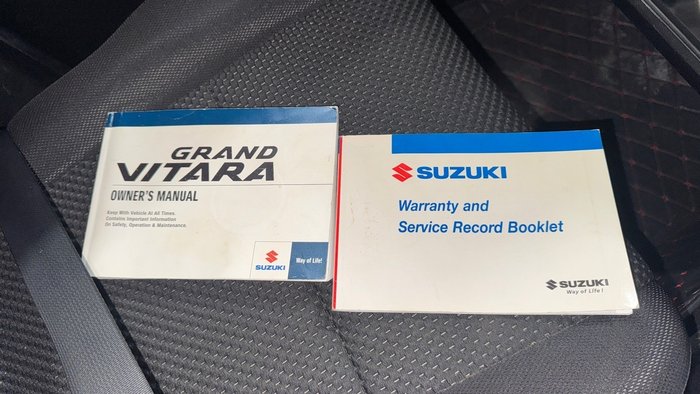 GRAND
VITARA
OWNER'S MANUAL
Keep With Vehicle At All Times.
Contains Important Information
On Safety, Operation & Maintenance.
SUZUKI
Way of Life!
SUZUKI
Warranty and
Service Record Booklet
SUZUKI
Way of Life!